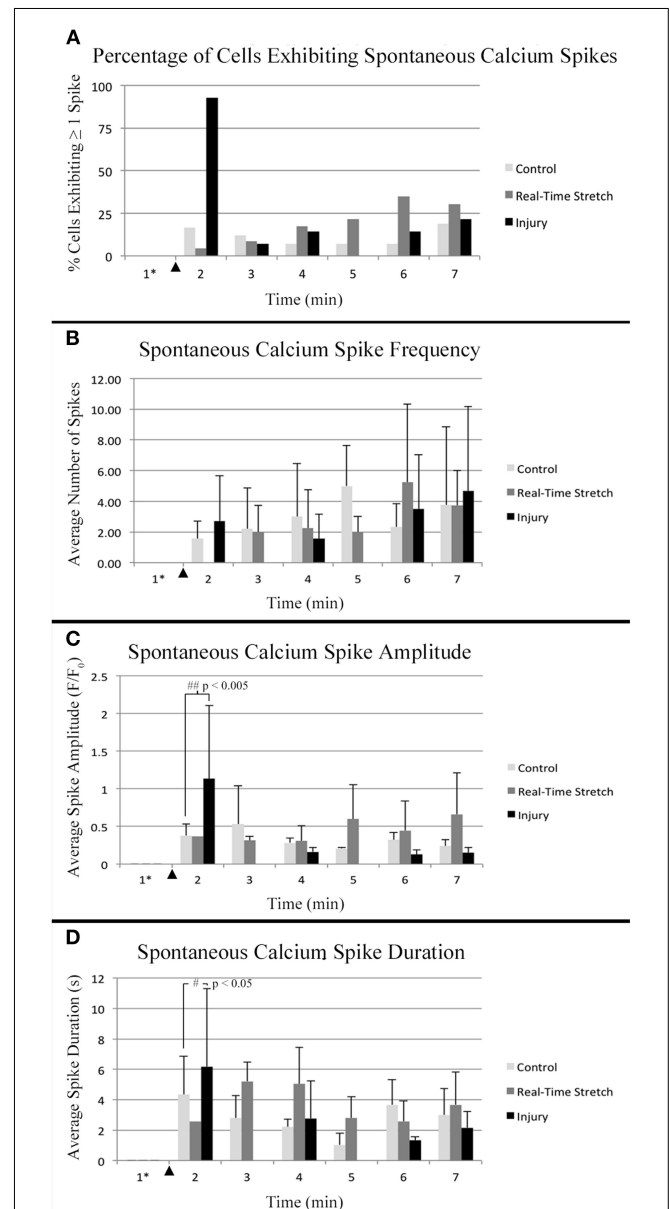 A
Percentage of Cells Exhibiting Spontaneous Calcium Spikes
% Cells Exhibiting ≥ 1 Spike
100
75
50
25
0
1* ▲ 2 3 4 5 6 7
Time (min)
Control
Real-Time Stretch
Injury
B
Spontaneous Calcium Spike Frequency
Average Number of Spikes
12.00
10.00
8.00
6.00
4.00
2.00
0.00
1* ▲ 2 3 4 5 6 7
Time (min)
Control
Real-Time Stretch
Injury
C
Spontaneous Calcium Spike Amplitude
Average Spike Amplitude (F/F0)
2.5
2
1.5
1
0.5
0
## p < 0.005
1* ▲ 2 3 4 5 6 7
Time (min)
Control
Real-Time Stretch
Injury
D
Spontaneous Calcium Spike Duration
Average Spike Duration (s)
12
10
8
6
4
2
0
# p < 0.05
1* ▲ 2 3 4 5 6 7
Time (min)
Control
Real-Time Stretch
Injury